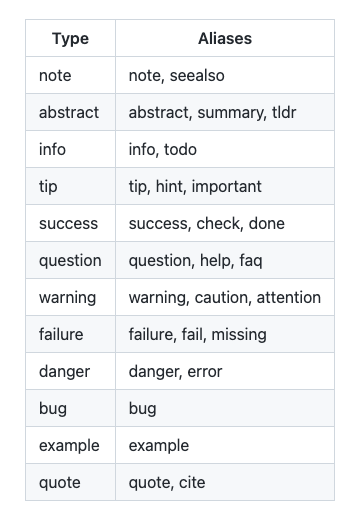 Type Aliases
note note, seealso
abstract abstract, summary, tldr
info info, todo
tip tip, hint, important
success success, check, done
question question, help, faq
warning warning, caution, attention
failure failure, fail, missing
danger danger, error
bug bug
example example
quote quote, cite